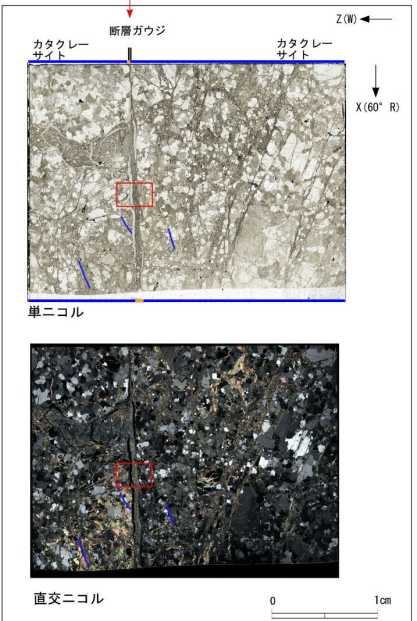 断層ガウジ
Z(W)
カタクレー
サイト
カタクレー
サイト
X(60° R)
単ニコル
直交ニコル
0 1cm